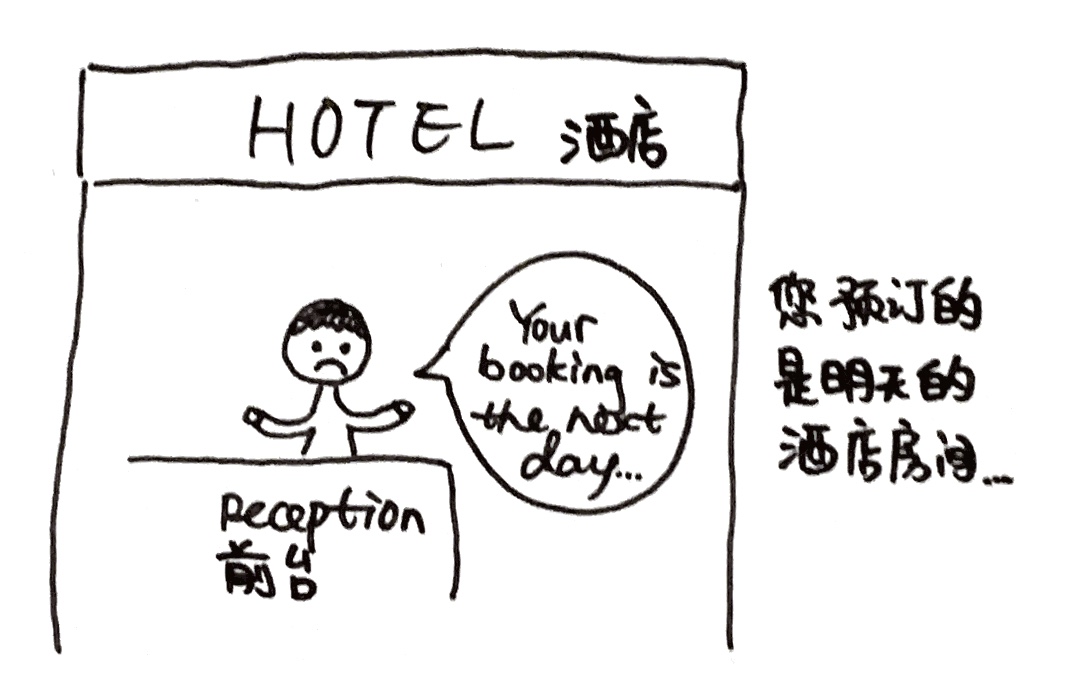 HOTEL 酒店
Your
booking is
the next
day...
您预订的
是明天的
酒店房间...
Reception
前台